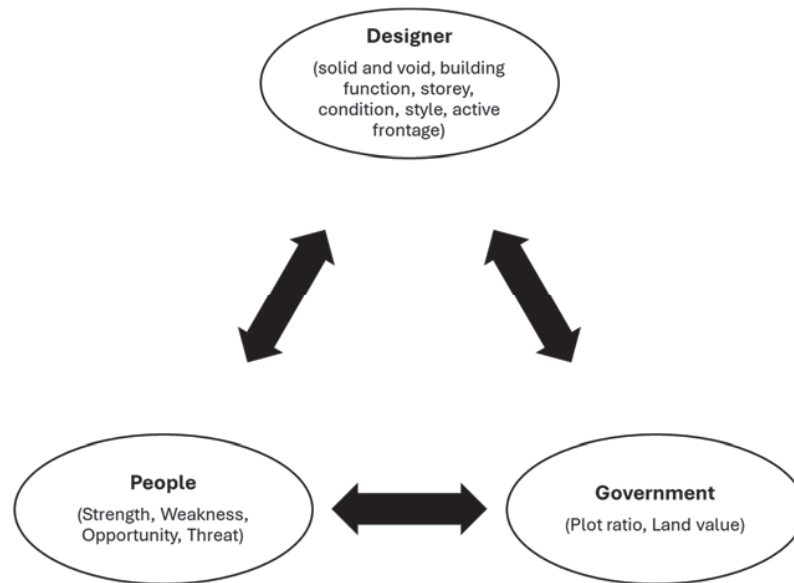 Designer
(solid and void, building
function, storey,
condition, style, active
frontage)
People
(Strength, Weakness,
Opportunity, Threat)
Government
(Plot ratio, Land value)